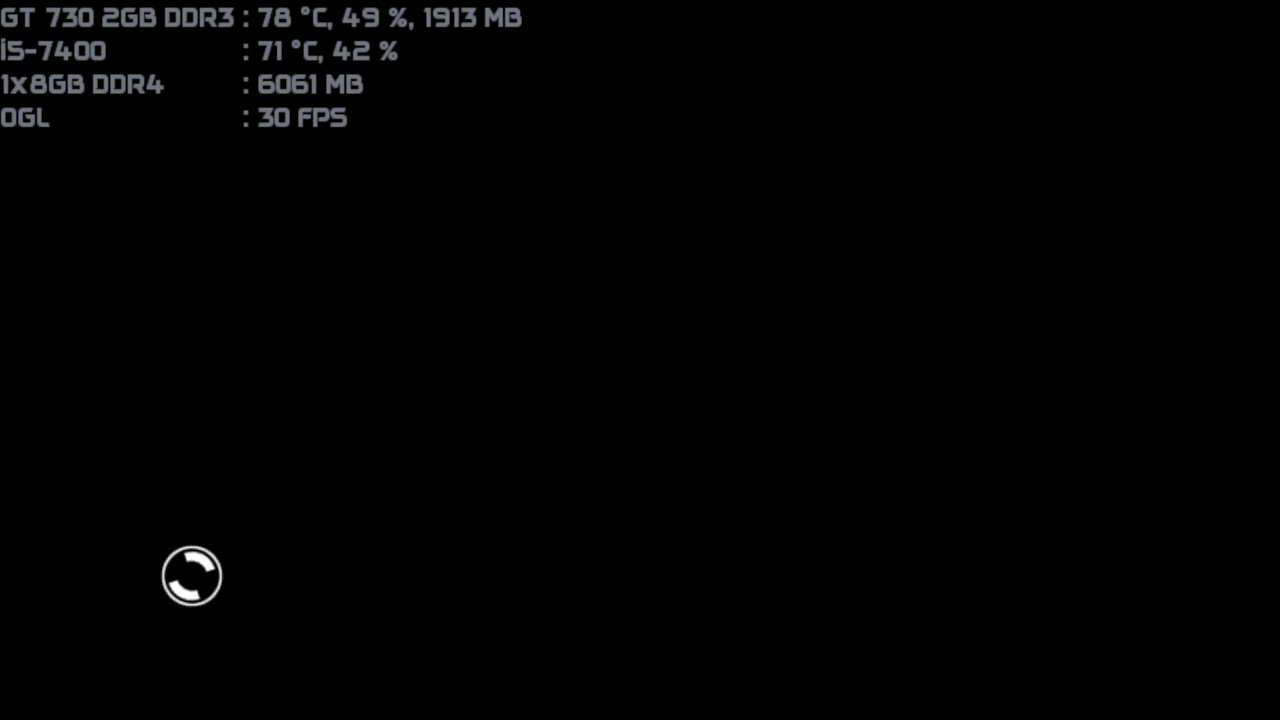 GT 730 2GB DDR3 : 78 °C, 49 %, 1913 MB
i5-7400 : 71 °C, 42 %
1x8GB DDR4 : 6061 MB
OGL : 30 FPS